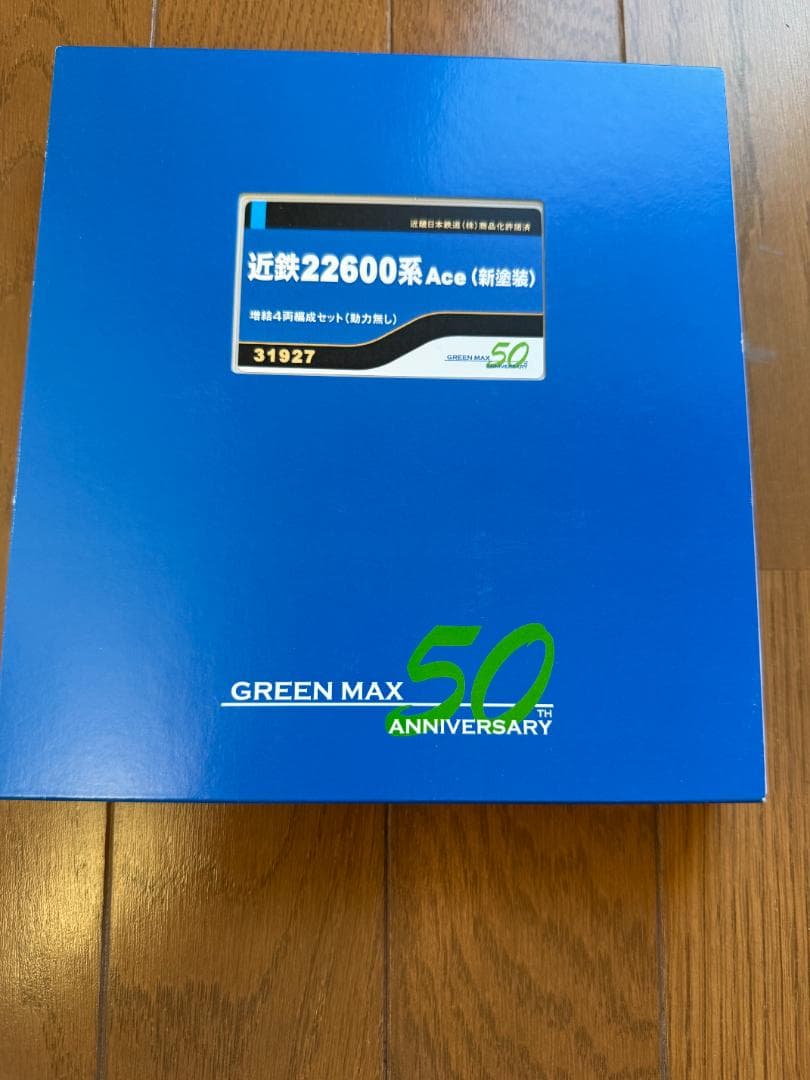 近畿日本鉄道(株)商品化許諾済
近鉄22600系Ace(新塗装)
増結4両編成セット(動力無し)
31927
GREEN MAX 50
ANNIVERSARY
GREEN MAX 50TH
ANNIVERSARY